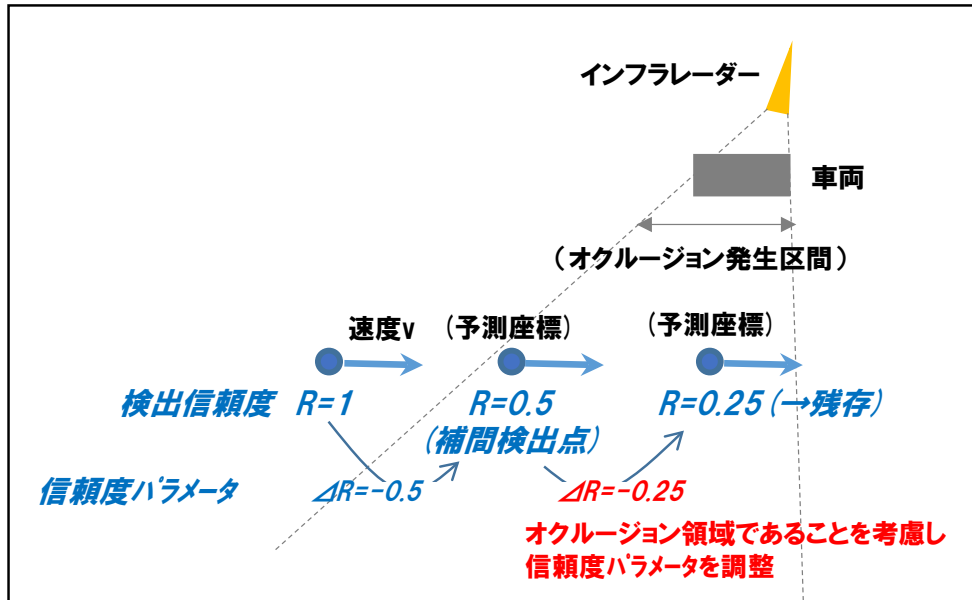 インフラレーダー
車両
（オクルージョン発生区間）
速度v （予測座標） （予測座標）
検出信頼度 R=1 R=0.5 R=0.25（→残存）
（補間検出点）
信頼度パラメータ ⊿R=-0.5 ⊿R=-0.25
オクルージョン領域であることを考慮し
信頼度パラメータを調整